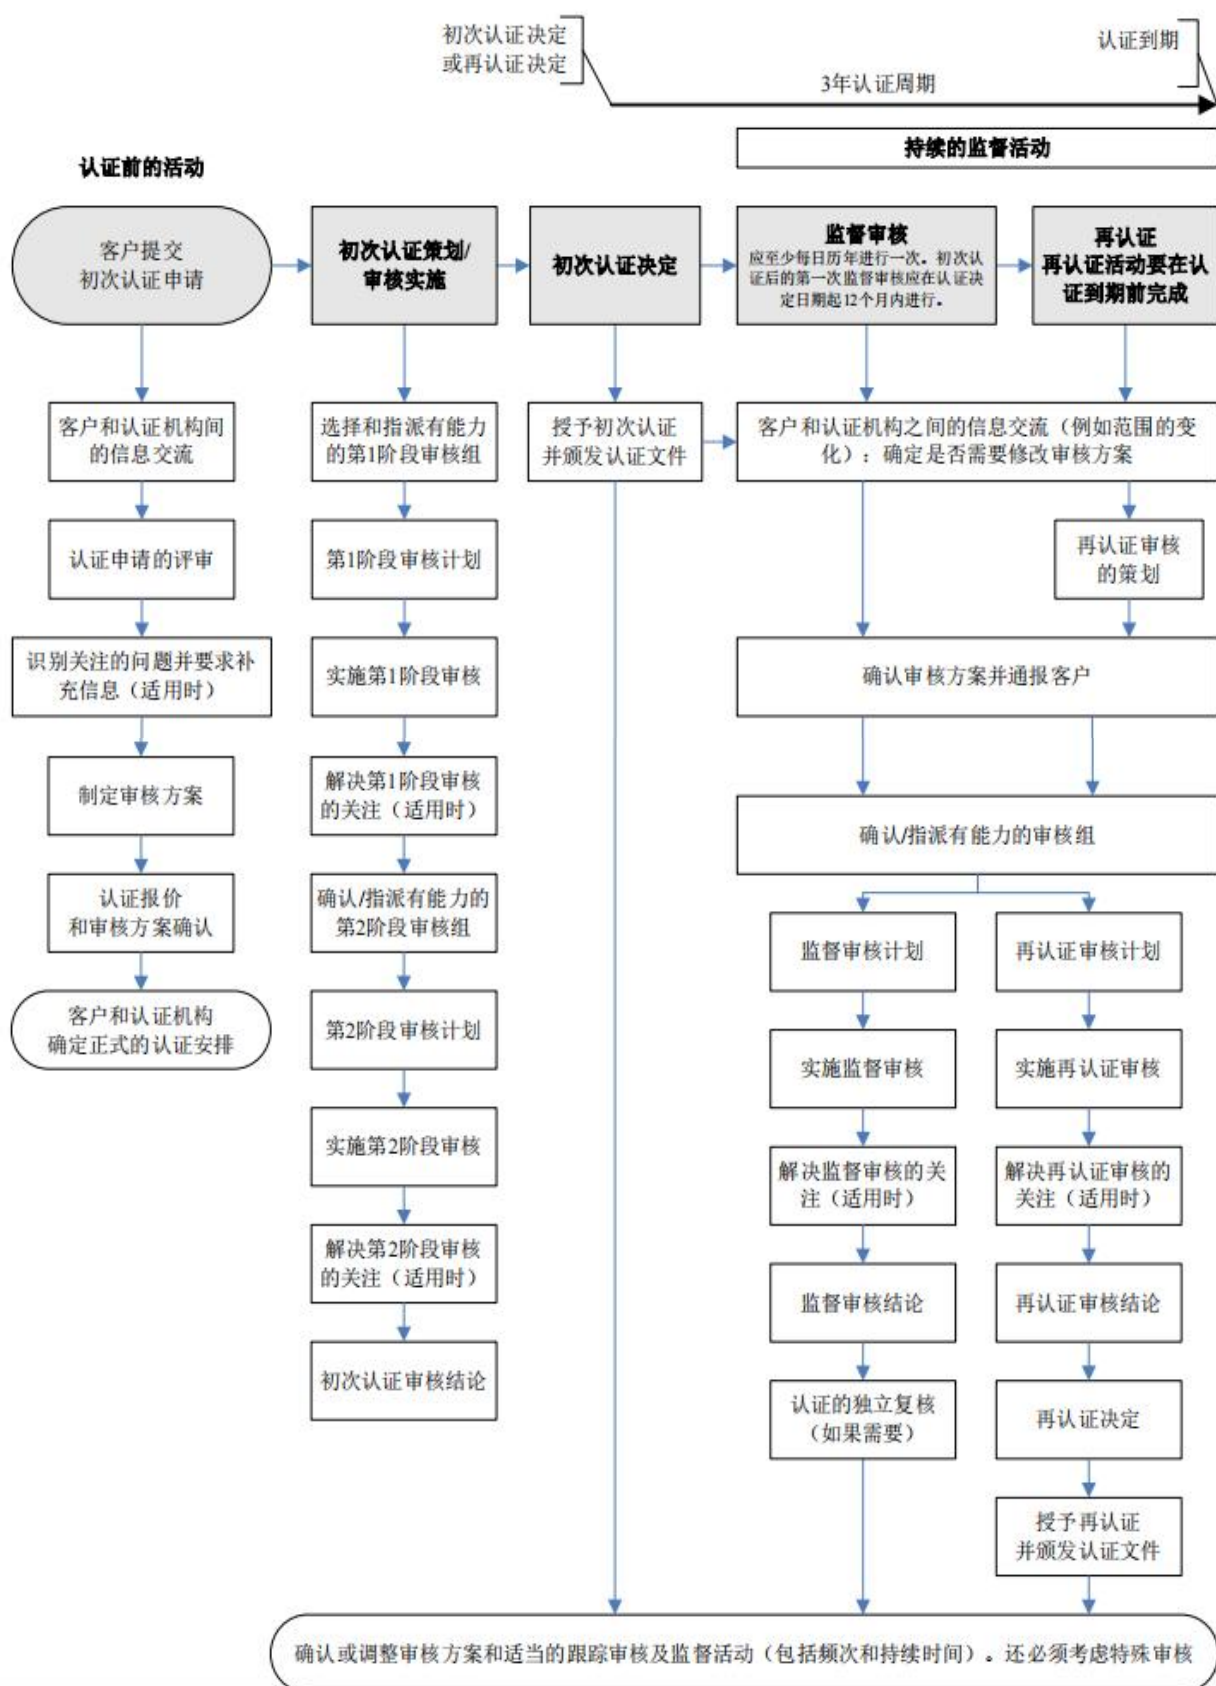 初次认证决定
或再认证决定
认证到期
3年认证周期
持续的监督活动
认证前的活动
客户提交
初次认证申请
初次认证策划/
审核实施
初次认证决定
监督审核
应至少每日历年进行一次。初次认
证后的第一次监督审核应在认证决
定日期起12个月内进行。
再认证
再认证活动要在认
证到期前完成
客户和认证机构间
的信息交流
认证申请的评审
识别关注的问题并要求补
充信息（适用时）
制定审核方案
认证报价
和审核方案确认
客户和认证机构
确定正式的认证安排
选择和指派有能力
的第1阶段审核组
第1阶段审核计划
实施第1阶段审核
解决第1阶段审核
的关注（适用时）
确认/指派有能力的
第2阶段审核组
第2阶段审核计划
实施第2阶段审核
解决第2阶段审核
的关注（适用时）
初次认证审核结论
授予初次认证
并颁发认证文件
客户和认证机构之间的信息交流（例如范围的变
化）：确定是否需要修改审核方案
再认证审核
的策划
确认审核方案并通报客户
确认/指派有能力的审核组
监督审核计划
实施监督审核
解决监督审核的关
注（适用时）
监督审核结论
认证的独立复核
（如果需要）
再认证审核计划
实施再认证审核
解决再认证审核的
关注（适用时）
再认证审核结论
再认证决定
授予再认证
并颁发认证文件
确认或调整审核方案和适当的跟踪审核及监督活动（包括频次和持续时间）。还必须考虑特殊审核